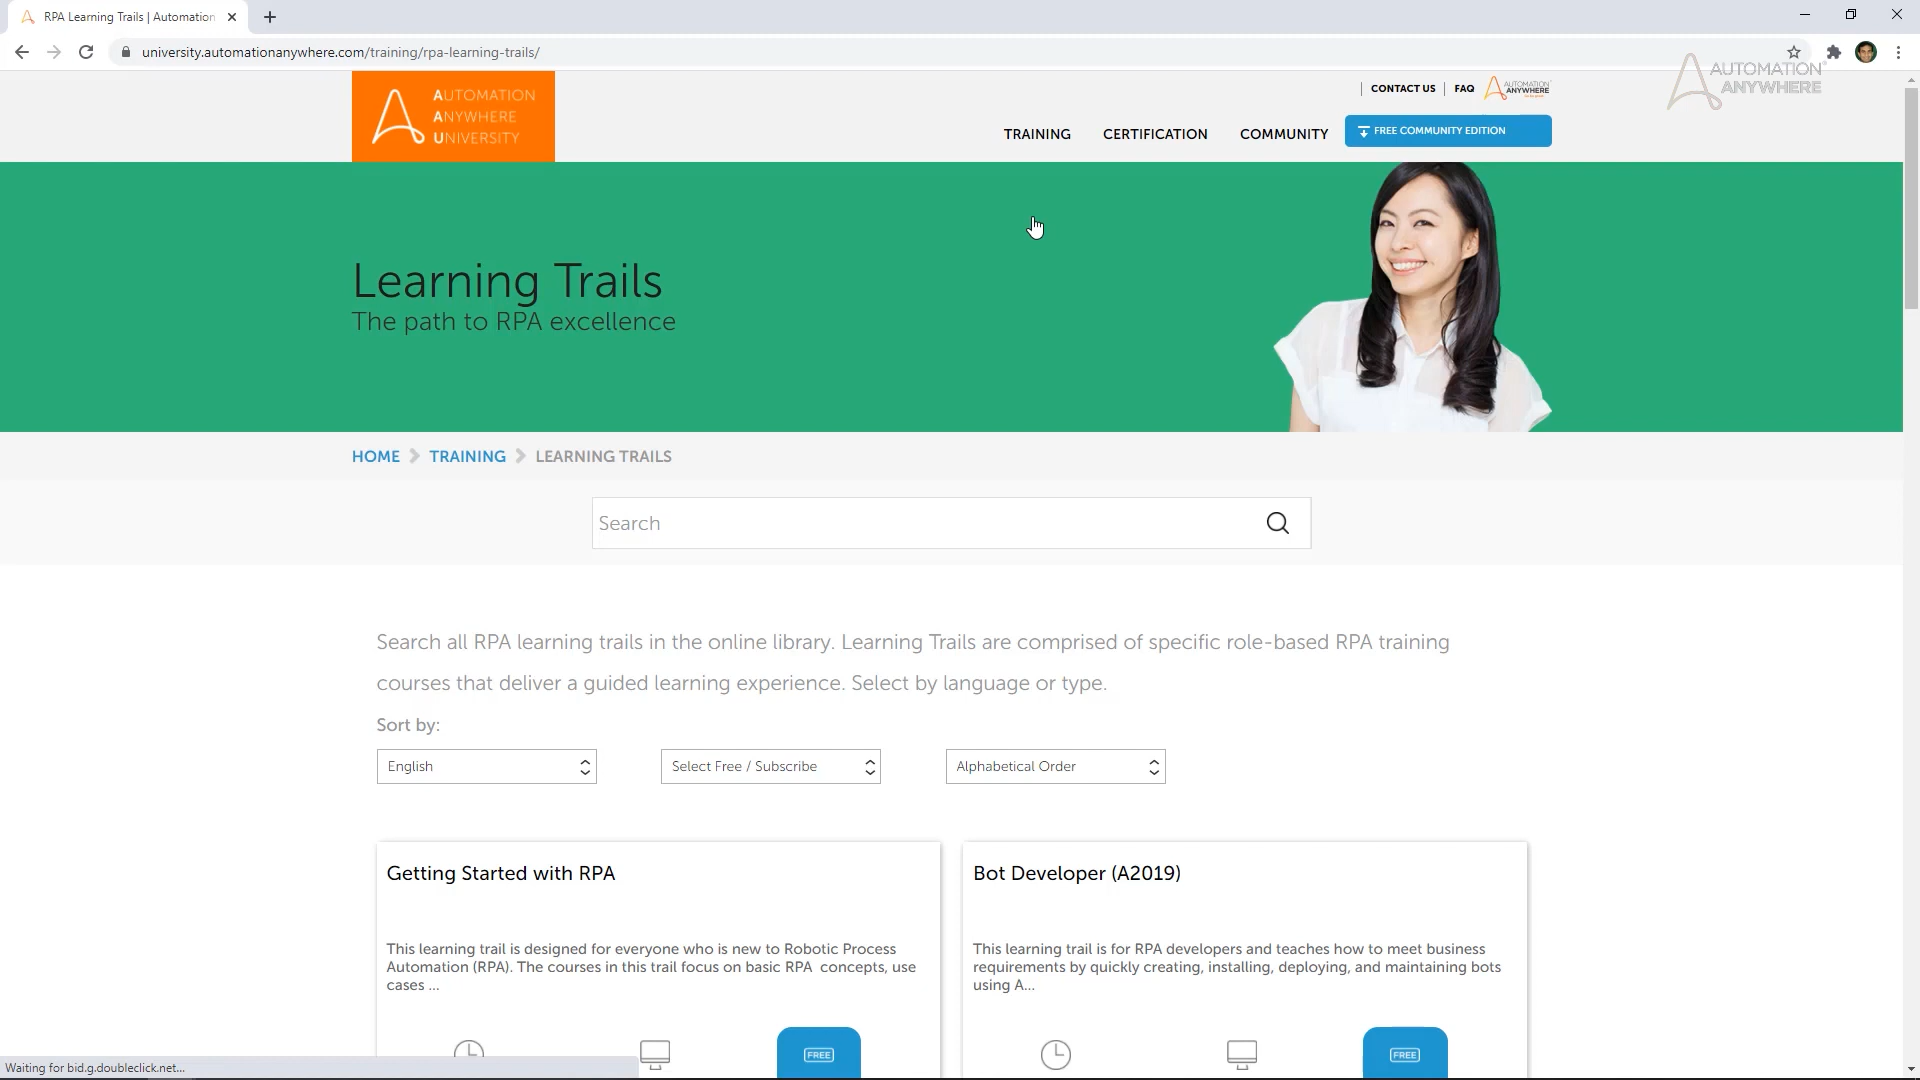 RPA Learning Trails | Automation
university.automationanywhere.com/training/rpa-learning-trails/
AUTOMATION
ANYWHERE
AUTOMATION
ANYWHERE
UNIVERSITY
CONTACT US
FAQ
AUTOMATION
ANYWHERE
TRAINING
CERTIFICATION
COMMUNITY
FREE COMMUNITY EDITION
Learning Trails
The path to RPA excellence
HOME
TRAINING
LEARNING TRAILS
Search
Search all RPA learning trails in the online library. Learning Trails are comprised of specific role-based RPA training
courses that deliver a guided learning experience. Select by language or type.
Sort by:
English
Select Free / Subscribe
Alphabetical Order
Getting Started with RPA
This learning trail is designed for everyone who is new to Robotic Process
Automation (RPA). The courses in this trail focus on basic RPA concepts, use
cases ...
FREE
Bot Developer (A2019)
This learning trail is for RPA developers and teaches how to meet business
requirements by quickly creating, installing, deploying, and maintaining bots
using A...
FREE
Waiting for bid.g.doubleclick.net...